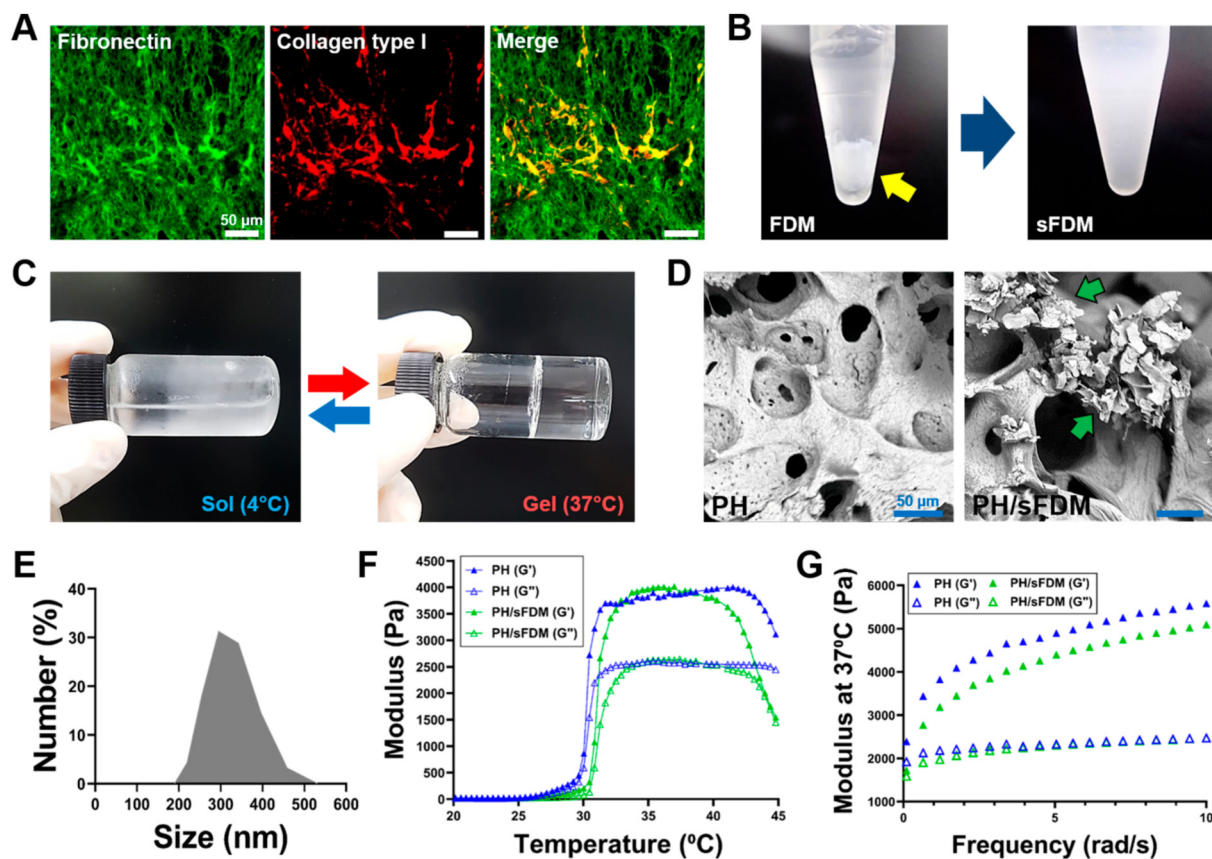 A
Fibronectin
Collagen type I
Merge
50 µm
B
FDM
sFDM
C
Sol (4°C)
Gel (37°C)
D
PH
50 µm
PH/sFDM
E
Number (%)
40
30
20
10
0
0 100 200 300 400 500 600
Size (nm)
F
Modulus (Pa)
4500
4000
3500
3000
2500
2000
1500
1000
500
0
PH (G')
PH (G")
PH/sFDM (G')
PH/sFDM (G")
20 25 30 35 40 45
Temperature (ºC)
G
Modulus at 37ºC (Pa)
6000
5000
4000
3000
2000
1000
PH (G') PH/sFDM (G')
PH (G") PH/sFDM (G")
0 5 10
Frequency (rad/s)